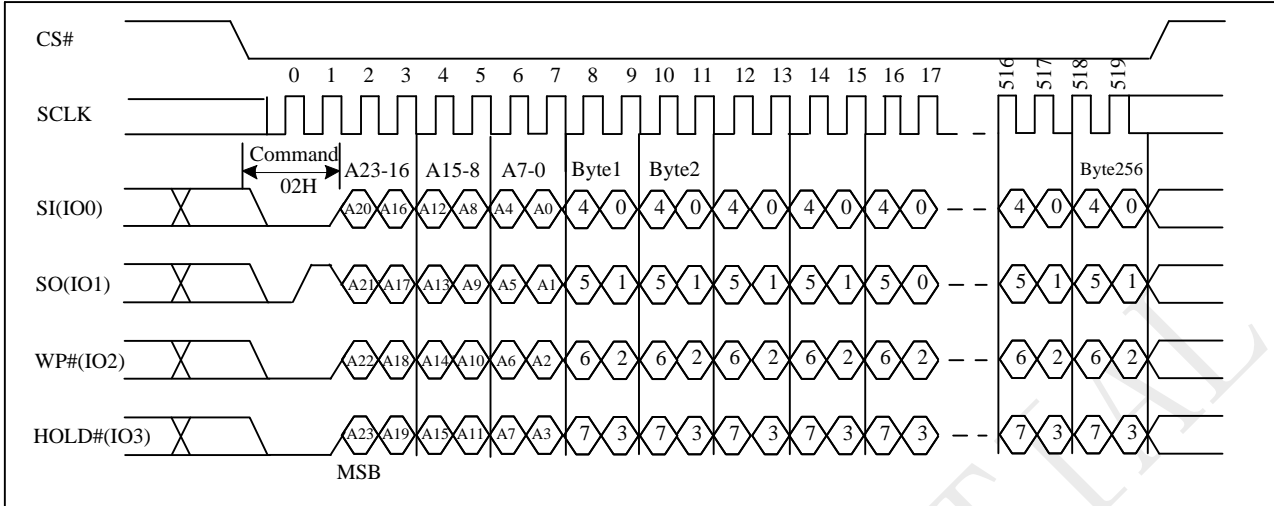 CS#
0 1 2 3 4 5 6 7 8 9 10 11 12 13 14 15 16 17 516 517 518 519
SCLK
Command
02H
A23-16 A15-8 A7-0 Byte1 Byte2 Byte256
SI(IO0) A20 A16 A12 A8 A4 A0 4 0 4 0 4 0 4 0 4 0 4 0 4 0
SO(IO1) A21 A17 A13 A9 A5 A1 5 1 5 1 5 1 5 1 5 0 5 1 5 1
WP#(IO2) A22 A18 A14 A10 A6 A2 6 2 6 2 6 2 6 2 6 2 6 2 6 2
HOLD#(IO3) A23 A19 A15 A11 A7 A3 7 3 7 3 7 3 7 3 7 3 7 3 7 3
MSB